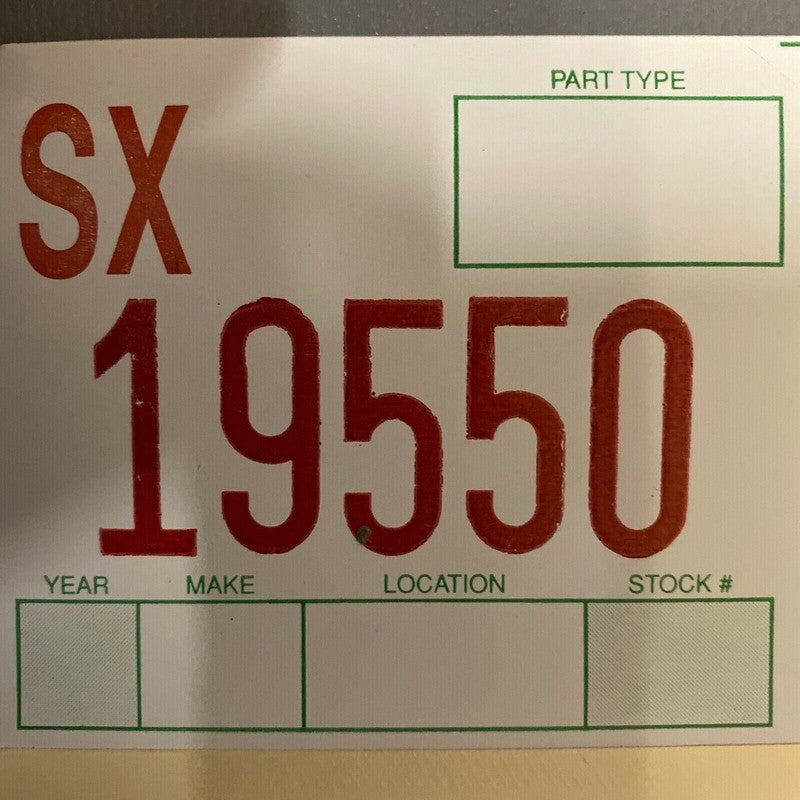 PART TYPE
SX
19550
YEAR MAKE LOCATION STOCK #